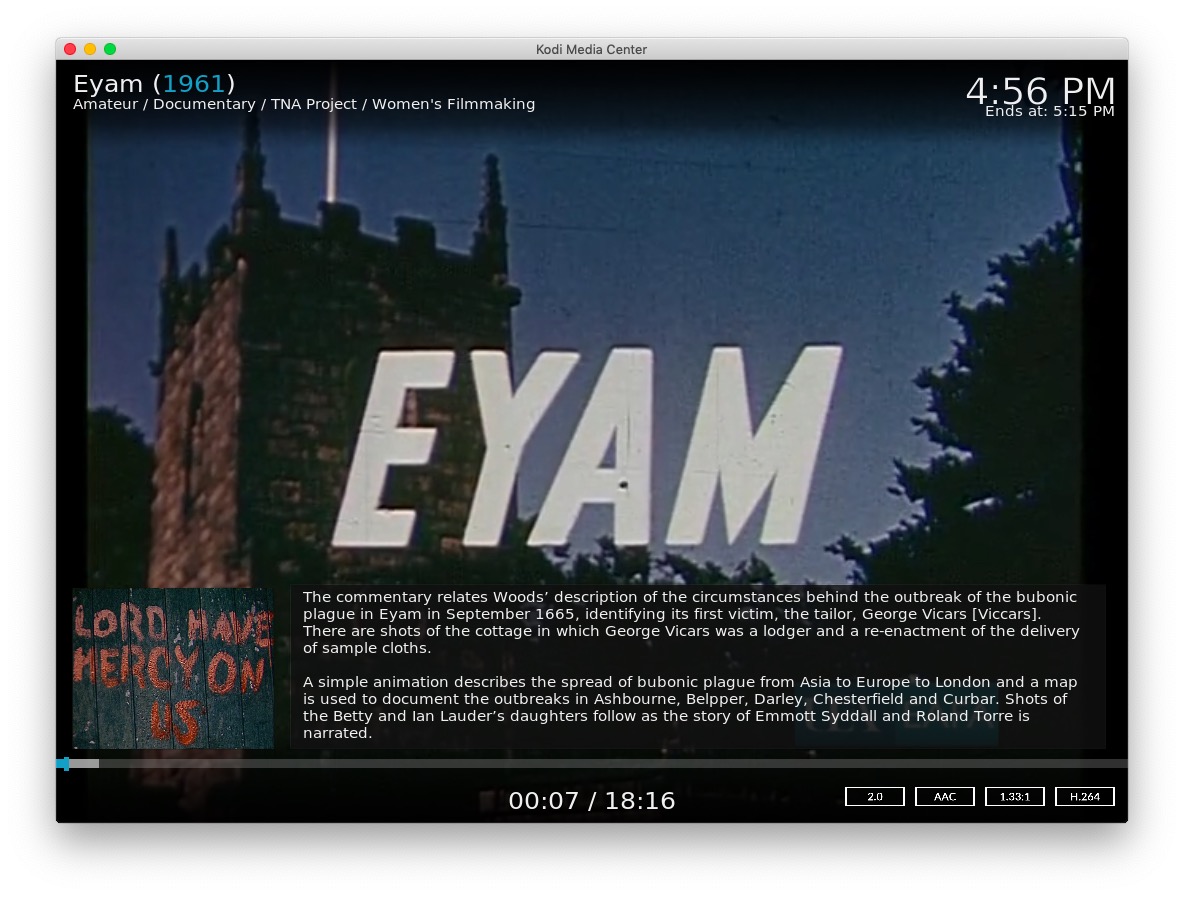 Kodi Media Center
Eyam (1961)
Amateur / Documentary / TNA Project / Women's Filmmaking
4:56 PM
Ends at: 5:15 PM
EYAM
The commentary relates Woods’ description of the circumstances behind the outbreak of the bubonic
plague in Eyam in September 1665, identifying its first victim, the tailor, George Vicars [Viccars].
There are shots of the cottage in which George Vicars was a lodger and a re-enactment of the delivery
of sample cloths.
A simple animation describes the spread of bubonic plague from Asia to Europe to London and a map
is used to document the outbreaks in Ashbourne, Belpper, Darley, Chesterfield and Curbar. Shots of
the Betty and Ian Lauder’s daughters follow as the story of Emmott Syddall and Roland Torre is
narrated.
LORD HAVE
MERCY ON
US
00:07 / 18:16
2.0
AAC
1.33:1
H.264